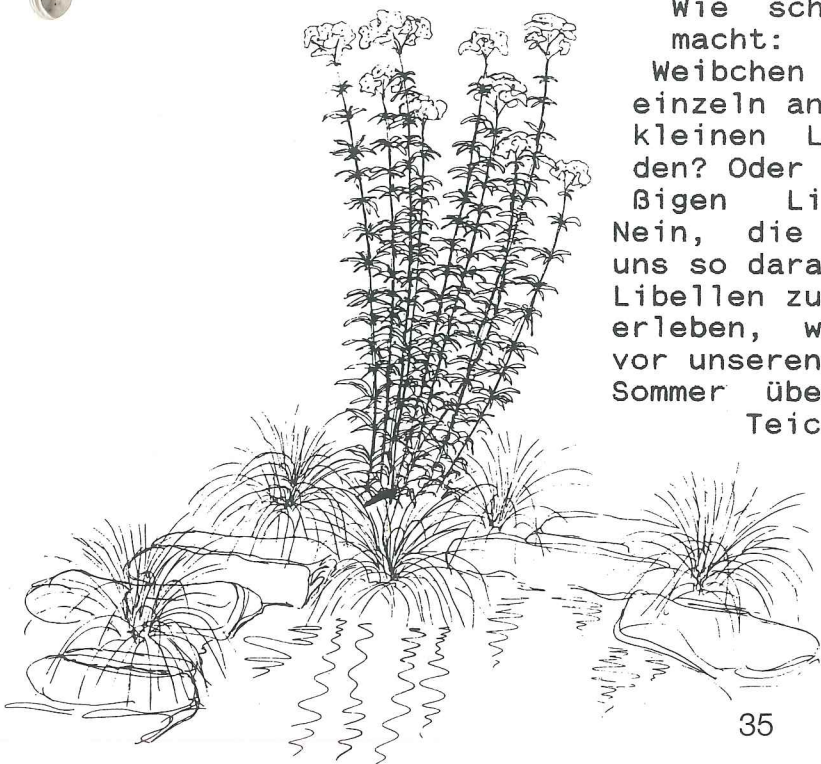 Wie sch
macht:
Weibchen
einzeln an
kleinen L
den? Oder
ßigen Li
Nein, die
uns so dara
Libellen zu
erleben, w
vor unseren
Sommer übe
Teic
35